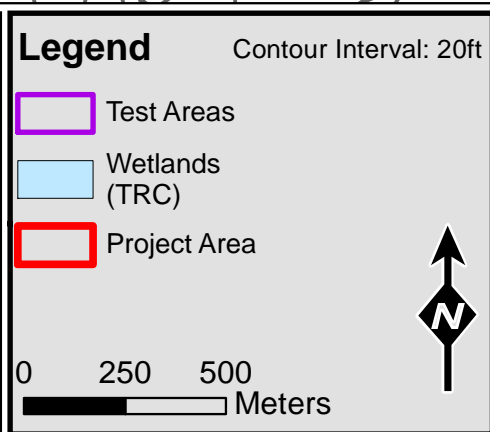 Legend
Contour Interval: 20ft
Test Areas
Wetlands
(TRC)
Project Area
N
0 250 500
Meters